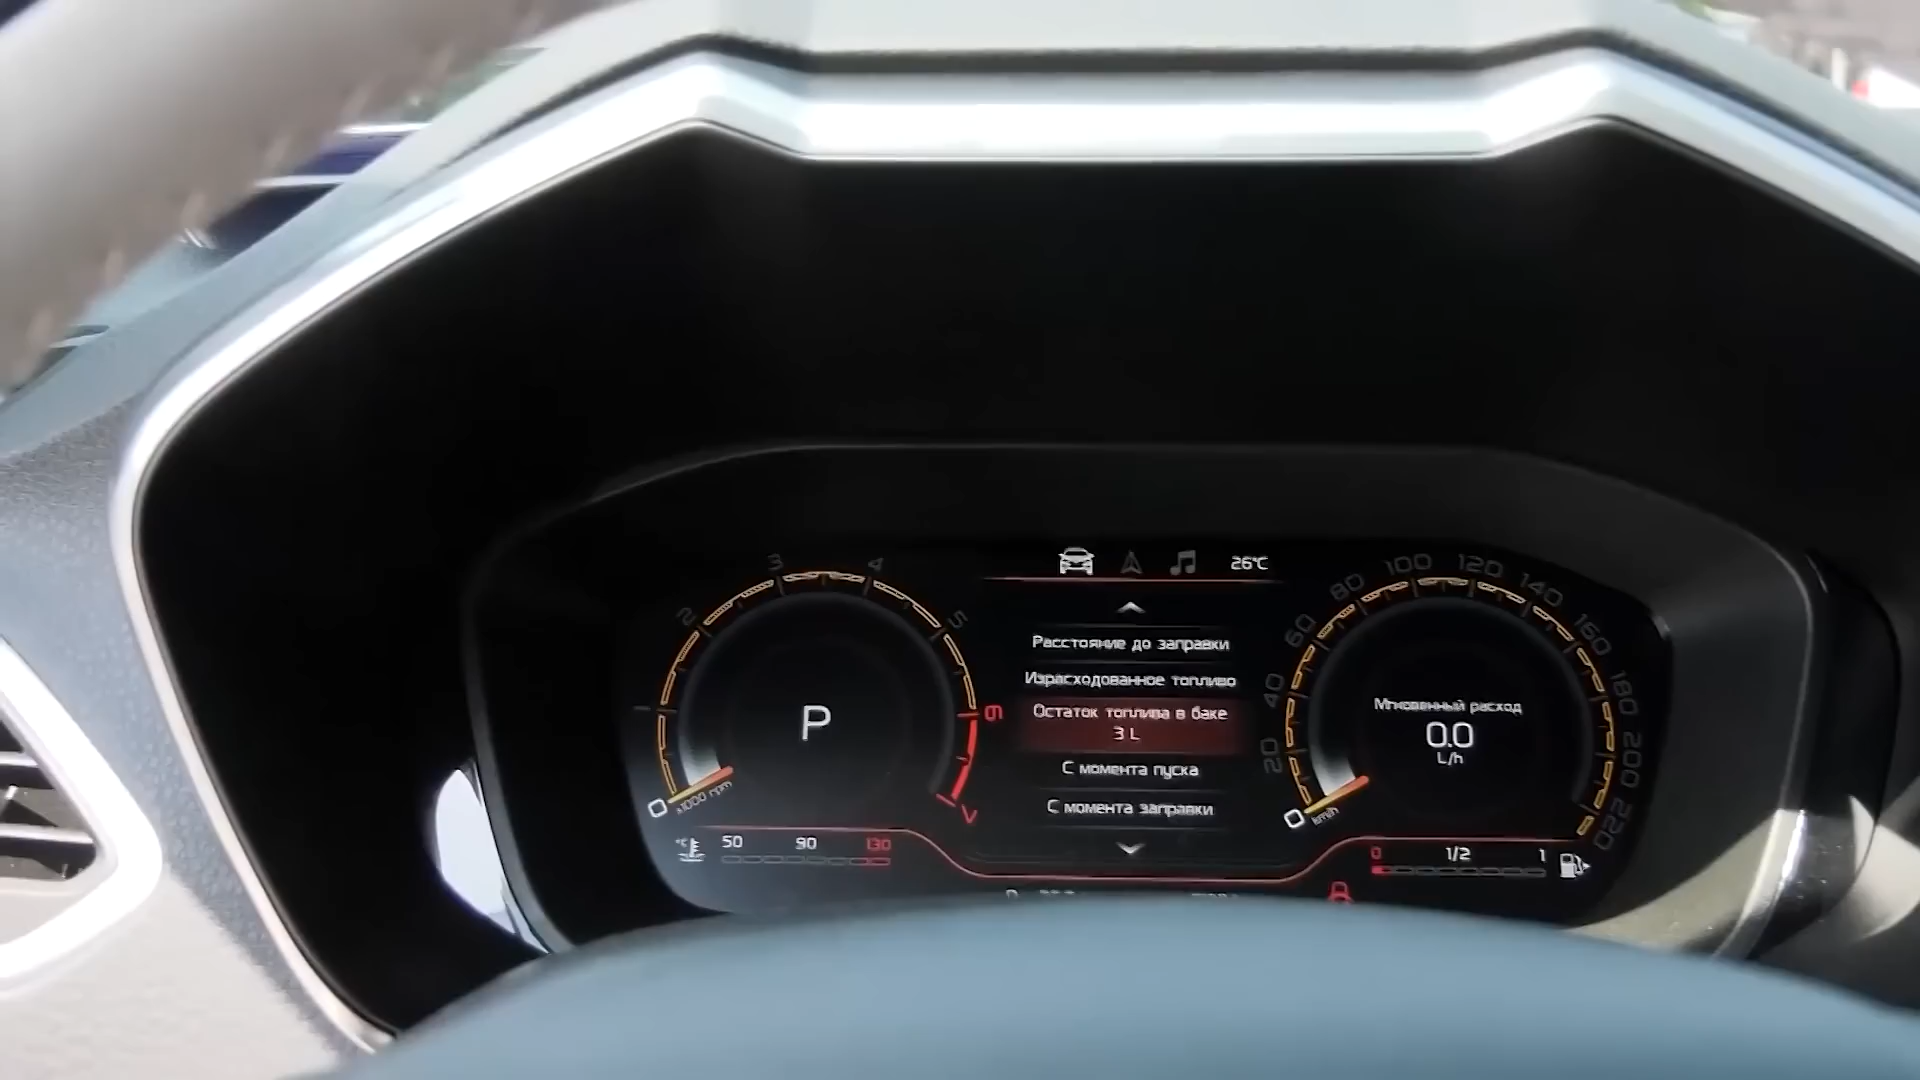 26°C
Расстояние до заправки
Израсходованное топливо
Остаток топлива в баке
3 L
С момента пуска
С момента заправки
0 1 2 3 4 5 6 7
x1000 rpm
P
0 20 40 60 80 100 120 140 160 180 200 220
km/h
Мгновенный расход
0.0
L/h
°C 50 90 130
0 1/2 1